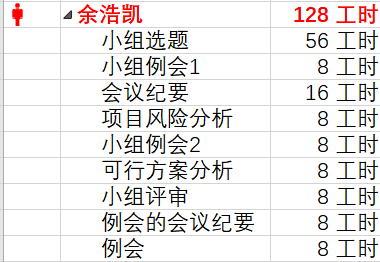 余浩凯 128 工时
小组选题 56 工时
小组例会1 8 工时
会议纪要 16 工时
项目风险分析 8 工时
小组例会2 8 工时
可行方案分析 8 工时
小组评审 8 工时
例会的会议纪要 8 工时
例会 8 工时